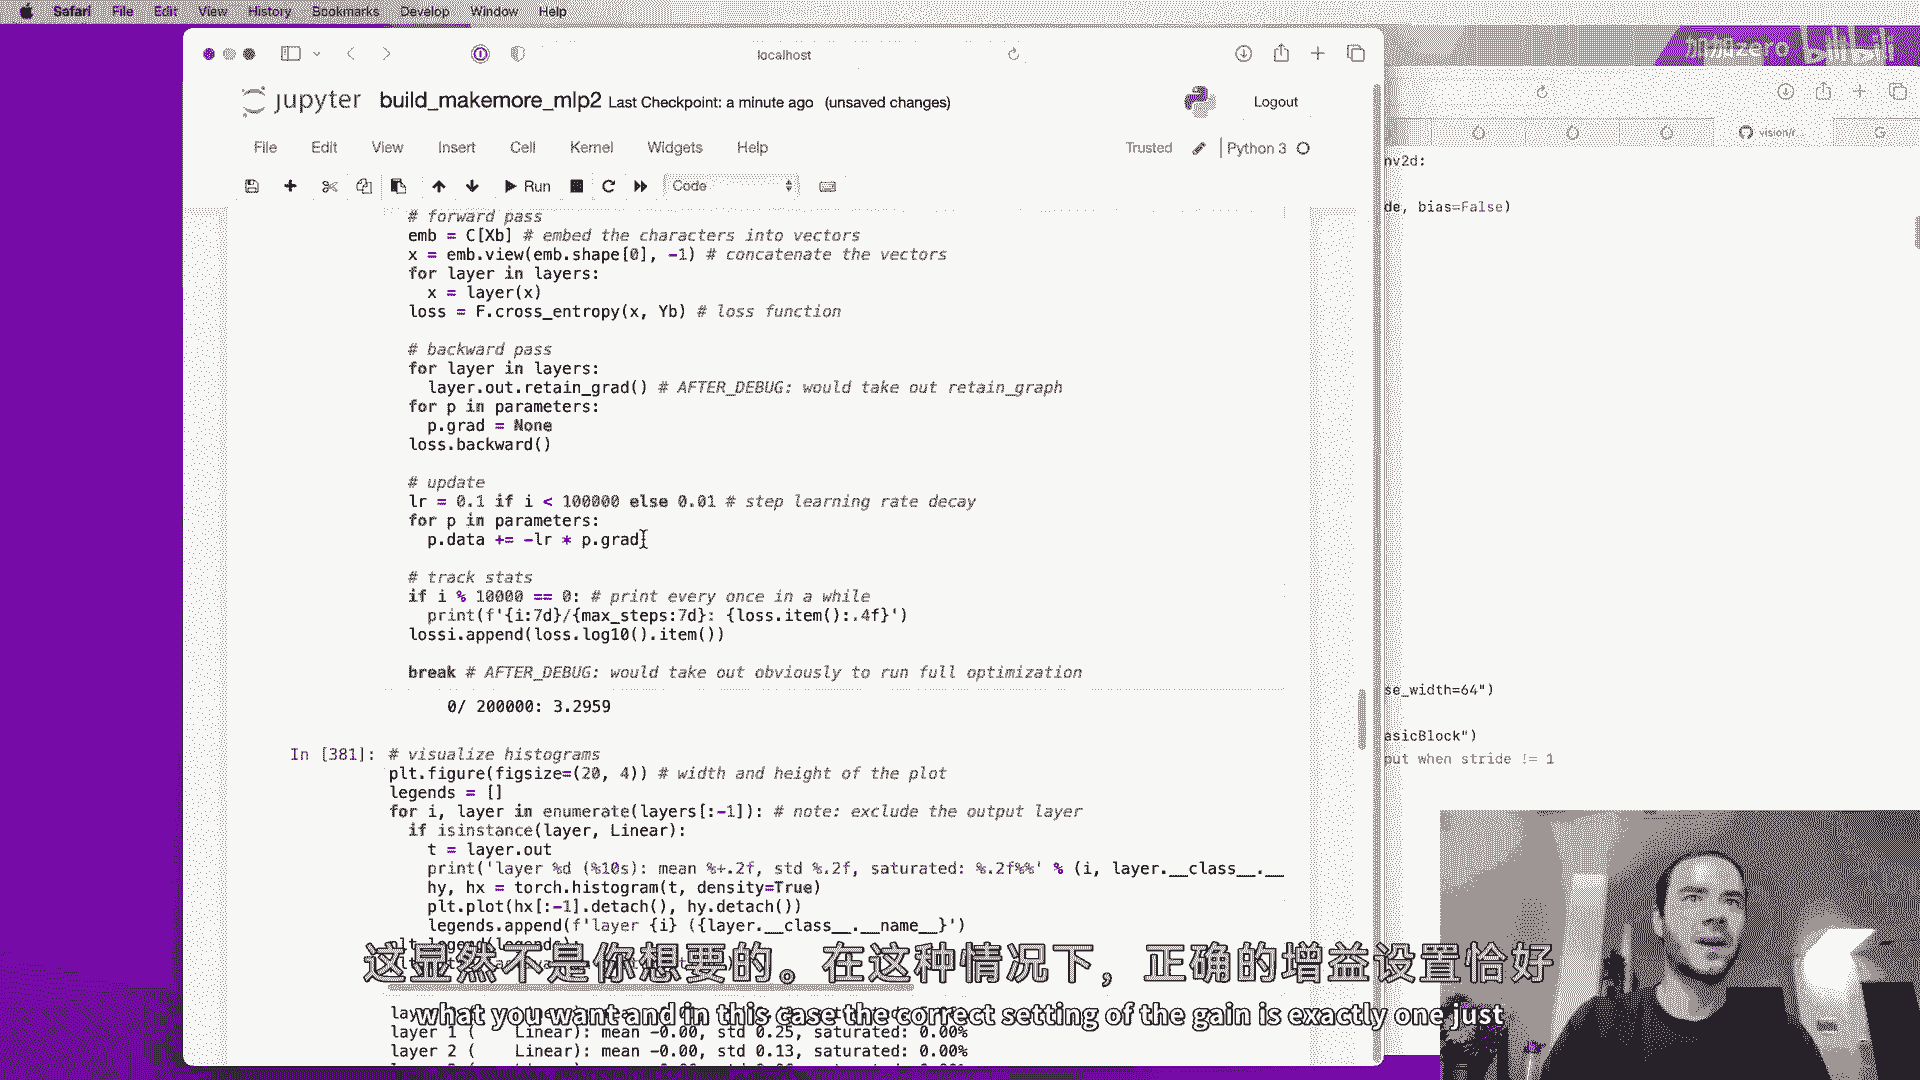 Safari File Edit View History Bookmarks Develop Window Help
加加zero bilibili
localhost
jupyter build_makemore_mlp2 Last Checkpoint: a minute ago (unsaved changes)
Logout
File Edit View Insert Cell Kernel Widgets Help
Trusted Python 3
Run Code
# forward pass
emb = C[Xb] # embed the characters into vectors
x = emb.view(emb.shape[0], -1) # concatenate the vectors
for layer in layers:
x = layer(x)
loss = F.cross_entropy(x, Yb) # loss function
# backward pass
for layer in layers:
layer.out.retain_grad() # AFTER_DEBUG: would take out retain_graph
for p in parameters:
p.grad = None
loss.backward()
# update
lr = 0.1 if i < 100000 else 0.01 # step learning rate decay
for p in parameters:
p.data += -lr * p.grad
# track stats
if i % 10000 == 0: # print every once in a while
print(f'{i:7d}/{max_steps:7d}: {loss.item():.4f}')
lossi.append(loss.log10().item())
break # AFTER_DEBUG: would take out obviously to run full optimization
0/ 200000: 3.2959
In [381]: # visualize histograms
plt.figure(figsize=(20, 4)) # width and height of the plot
legends = []
for i, layer in enumerate(layers[:-1]): # note: exclude the output layer
if isinstance(layer, Linear):
t = layer.out
print('layer %d (%10s): mean %+.2f, std %.2f, saturated: %.2f%%' % (i, layer.__class__.__
hy, hx = torch.histogram(t, density=True)
plt.plot(hx[:-1].detach(), hy.detach())
legends.append(f'layer {i} ({layer.__class__.__name__}')
plt.legend(legends);
layer 1 ( Linear): mean -0.00, std 0.25, saturated: 0.00%
layer 2 ( Linear): mean -0.00, std 0.13, saturated: 0.00%
vision/r
nv2d:
de, bias=False)
se_width=64")
asicBlock")
put when stride != 1
这显然不是你想要的。在这种情况下，正确的增益设置恰好
what you want and in this case the correct setting of the gain is exactly one just